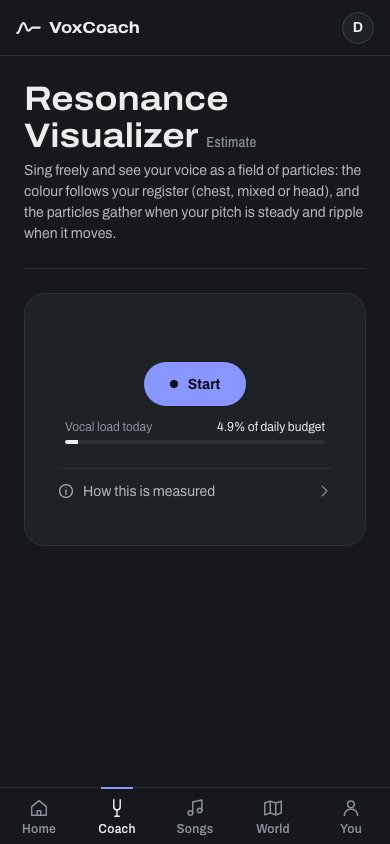 VoxCoach
D
Resonance
Visualizer Estimate
Sing freely and see your voice as a field of particles: the
colour follows your register (chest, mixed or head), and
the particles gather when your pitch is steady and ripple
when it moves.
Start
Vocal load today 4.9% of daily budget
How this is measured
Home Coach Songs World You